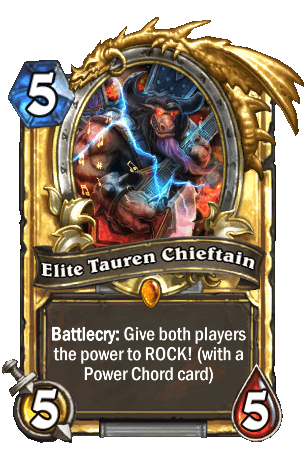 5
Elite Tauren Chieftain
Battlecry: Give both players
the power to ROCK! (with a
Power Chord card)
5
5